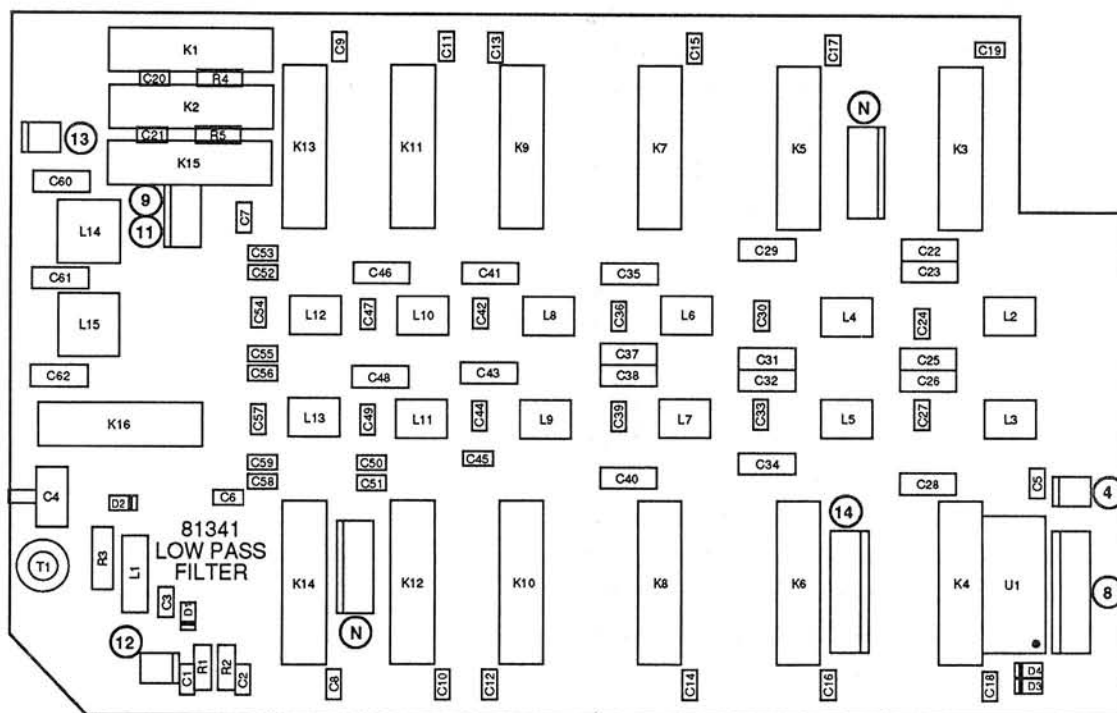 K1
C9
C11
C13
C15
C17
C19
C20
R4
K2
C21
R5
K15
13
K13
K11
K9
K7
K5
N
K3
C60
9
11
C7
L14
C53
C52
C46
C41
C35
C29
C22
C23
C61
L15
C54
L12
C47
L10
C42
L8
C36
L6
C30
L4
C24
L2
C55
C56
C48
C43
C37
C38
C31
C32
C25
C26
C62
K16
C57
L13
C49
L11
C44
L9
C39
L7
C33
L5
C27
L3
C59
C58
C50
C51
C45
C40
C34
C28
C5
4
C4
D2
C6
81341
LOW PASS
FILTER
14
T1
R3
L1
C3
D1
K14
N
K12
K10
K8
K6
K4
U1
8
12
C1
R1
R2
C2
C8
C10
C12
C14
C16
C18
D4
D3